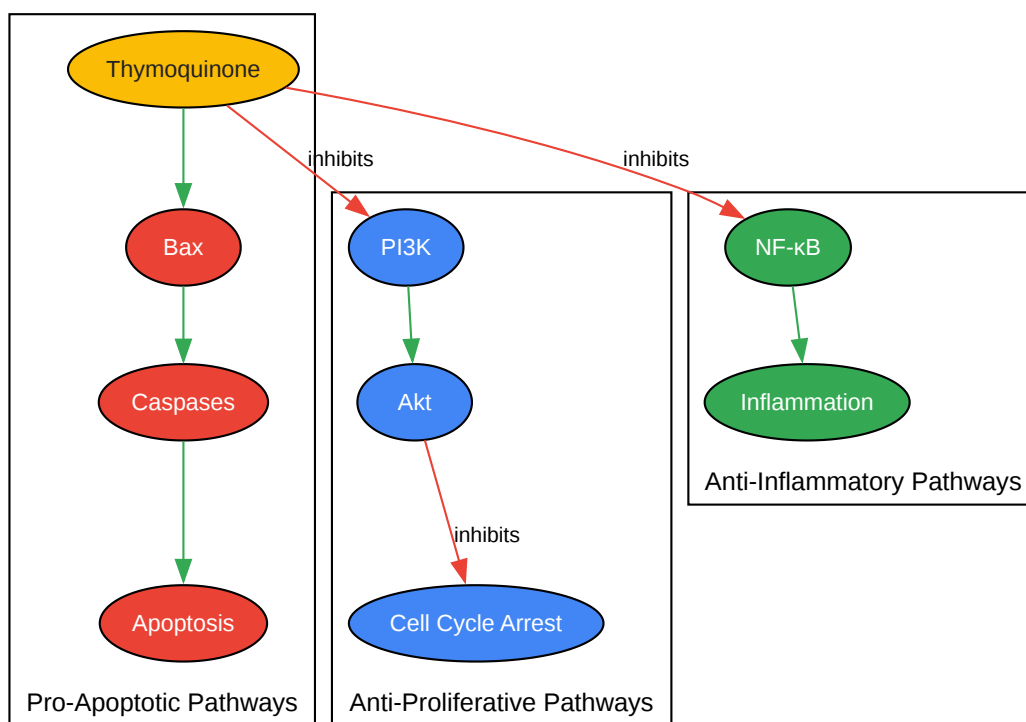 Thymoquinone
inhibits
inhibits
Bax
PI3K
NF-κB
Caspases
Akt
Inflammation
Anti-Inflammatory Pathways
inhibits
Apoptosis
Cell Cycle Arrest
Pro-Apoptotic Pathways
Anti-Proliferative Pathways